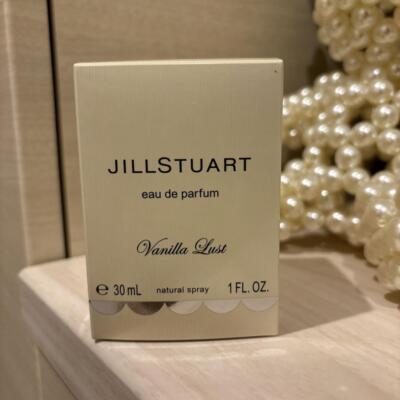 JILLSTUART
eau de parfum
Vanilla Lust
℮ 30 mL natural spray 1 FL. OZ.